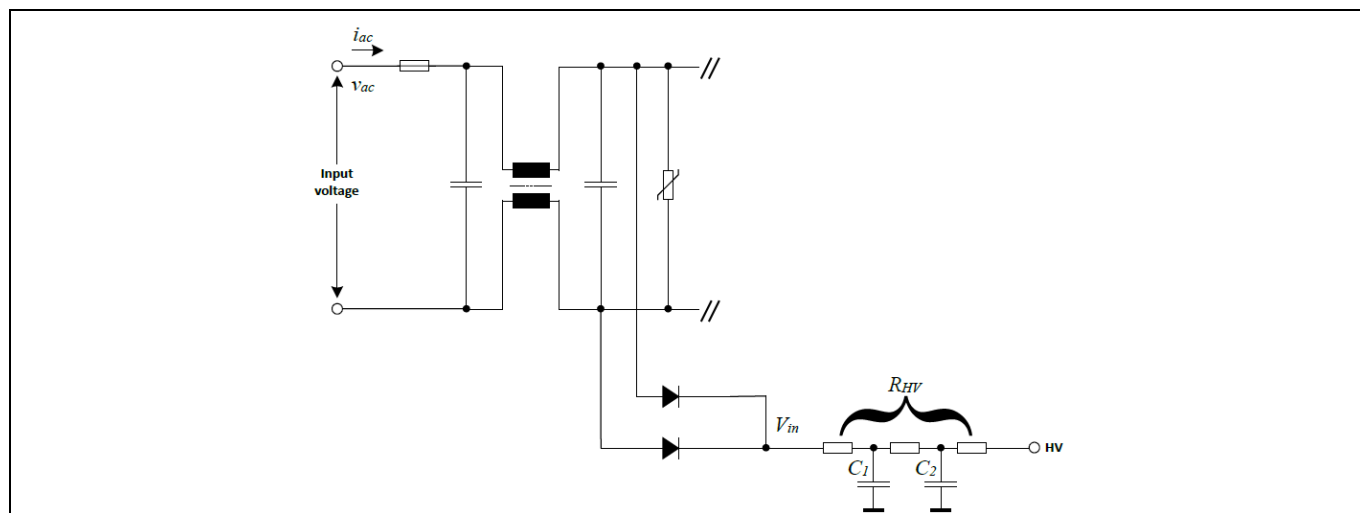 iac
vac
Input
voltage
RHV
Vin
HV
C1
C2